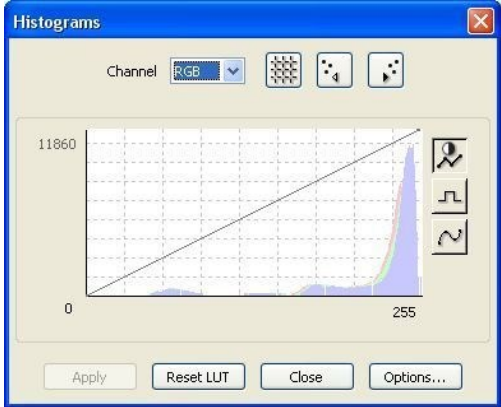 Histograms
Channel RGB
11860
0 255
Apply Reset LUT Close Options...